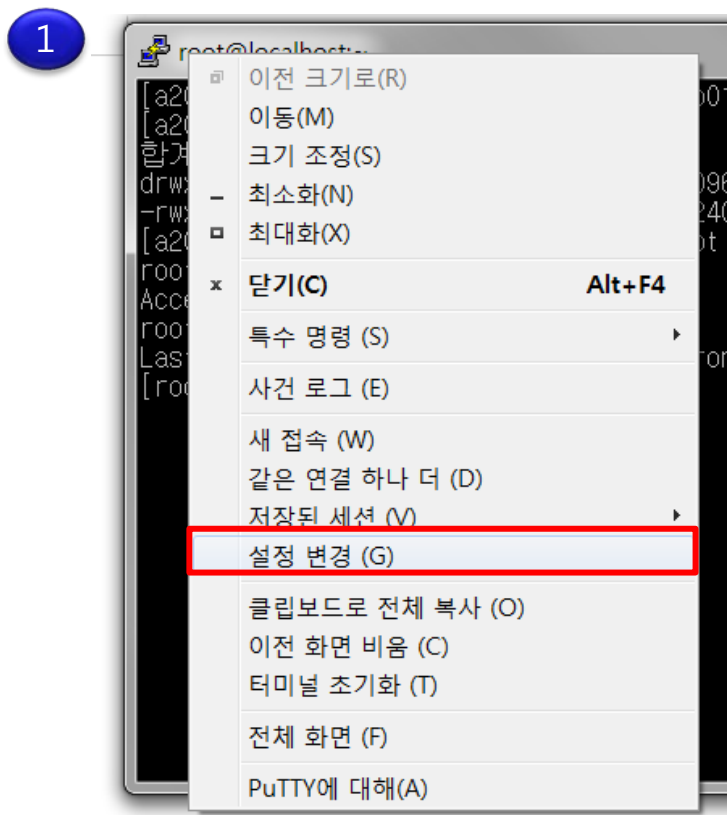 1
root@localhost:~
이전 크기로(R)
이동(M)
크기 조정(S)
최소화(N)
최대화(X)
닫기(C) Alt+F4
특수 명령 (S)
사건 로그 (E)
새 접속 (W)
같은 연결 하나 더 (D)
저장된 세션 (V)
설정 변경 (G)
클립보드로 전체 복사 (O)
이전 화면 비움 (C)
터미널 초기화 (T)
전체 화면 (F)
PuTTY에 대해(A)